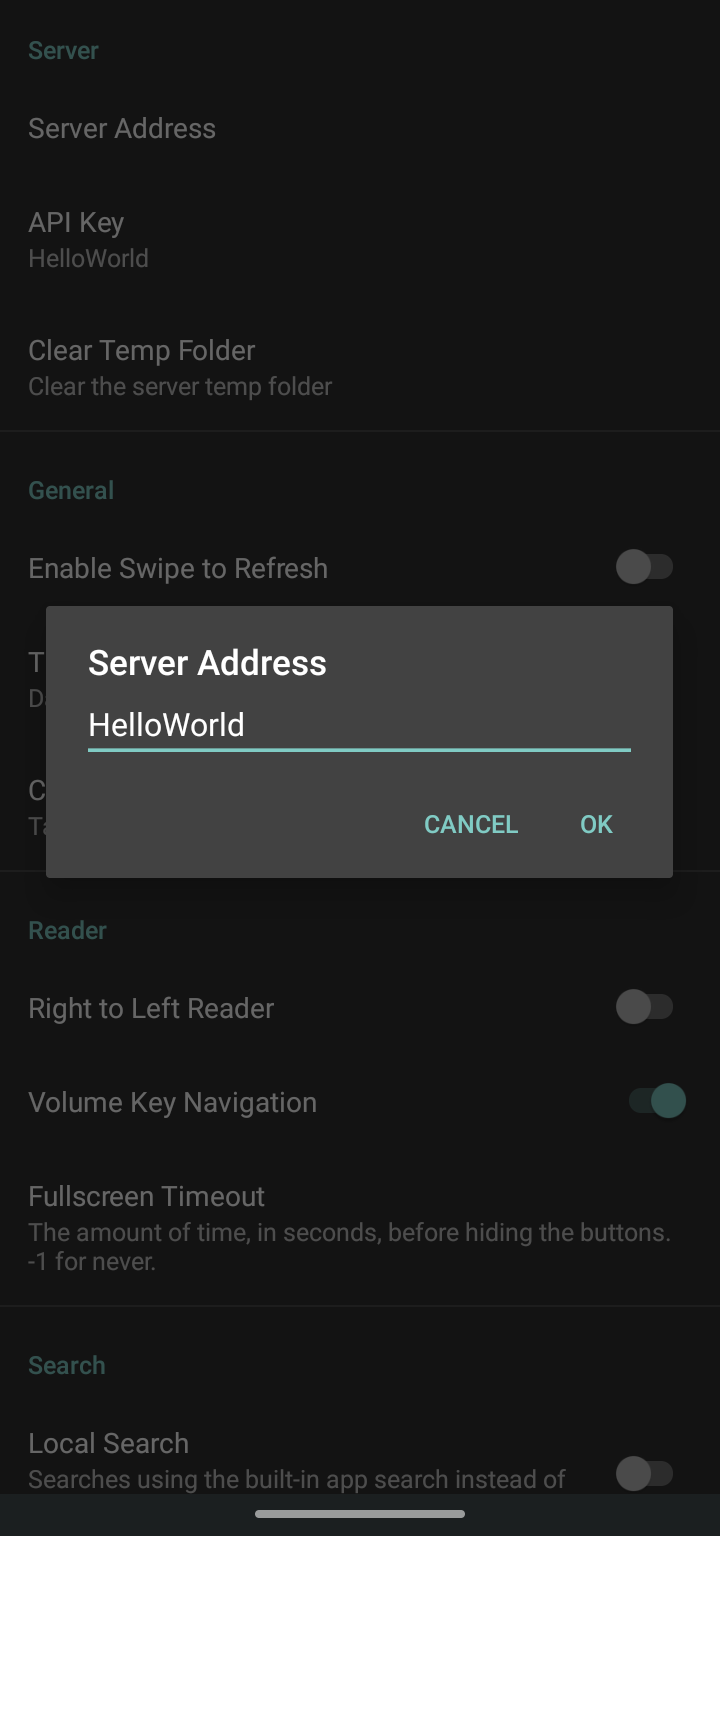 Server
Server Address
API Key
HelloWorld
Clear Temp Folder
Clear the server temp folder
General
Enable Swipe to Refresh
Server Address
HelloWorld
CANCEL OK
Reader
Right to Left Reader
Volume Key Navigation
Fullscreen Timeout
The amount of time, in seconds, before hiding the buttons.
-1 for never.
Search
Local Search
Searches using the built-in app search instead of